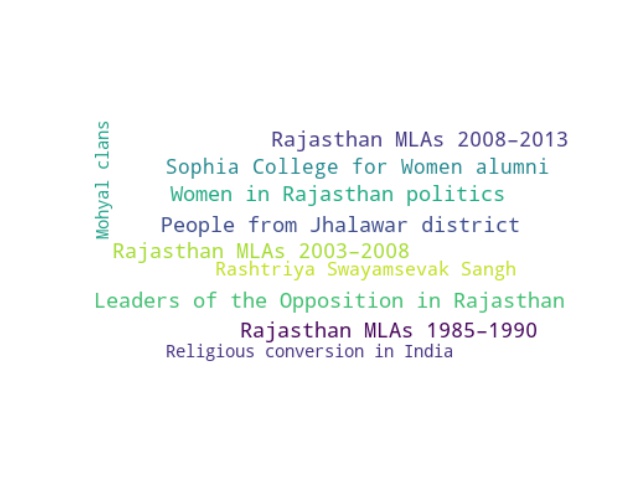 Mohyal clans
Rajasthan MLAs 2008–2013
Sophia College for Women alumni
Women in Rajasthan politics
People from Jhalawar district
Rajasthan MLAs 2003–2008
Rashtriya Swayamsevak Sangh
Leaders of the Opposition in Rajasthan
Rajasthan MLAs 1985–1990
Religious conversion in India